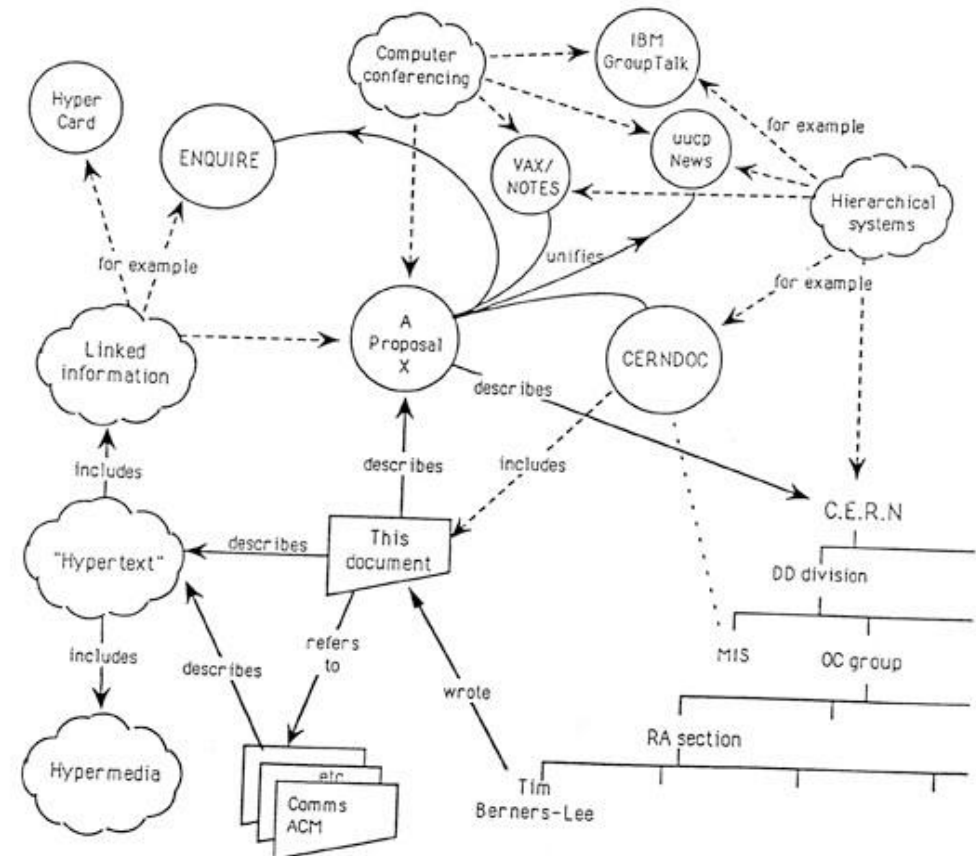 IBM
GroupTalk
Computer
conferencing
Hyper
Card
for example
uucp
News
ENQUIRE
VAX/
NOTES
Hierarchical
systems
unifies
for example
for example
A
Proposal
X
Linked
information
CERNDOC
describes
includes
describes
includes
C.E.R.N
This
document
describes
"Hypertext"
DD division
refers
to
includes
MIS
OC group
describes
wrote
RA section
Hypermedia
etc
Tim
Berners-Lee
Comms
ACM